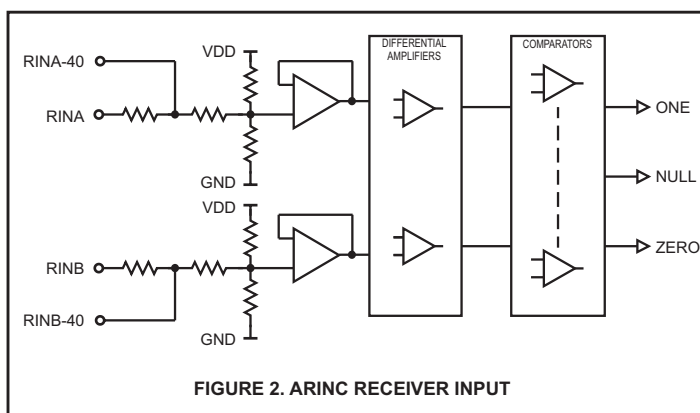 DIFFERENTIAL
AMPLIFIERS
COMPARATORS
VDD
RINA-40
RINA
ONE
GND
NULL
VDD
RINB
ZERO
RINB-40
GND
FIGURE 2. ARINC RECEIVER INPUT